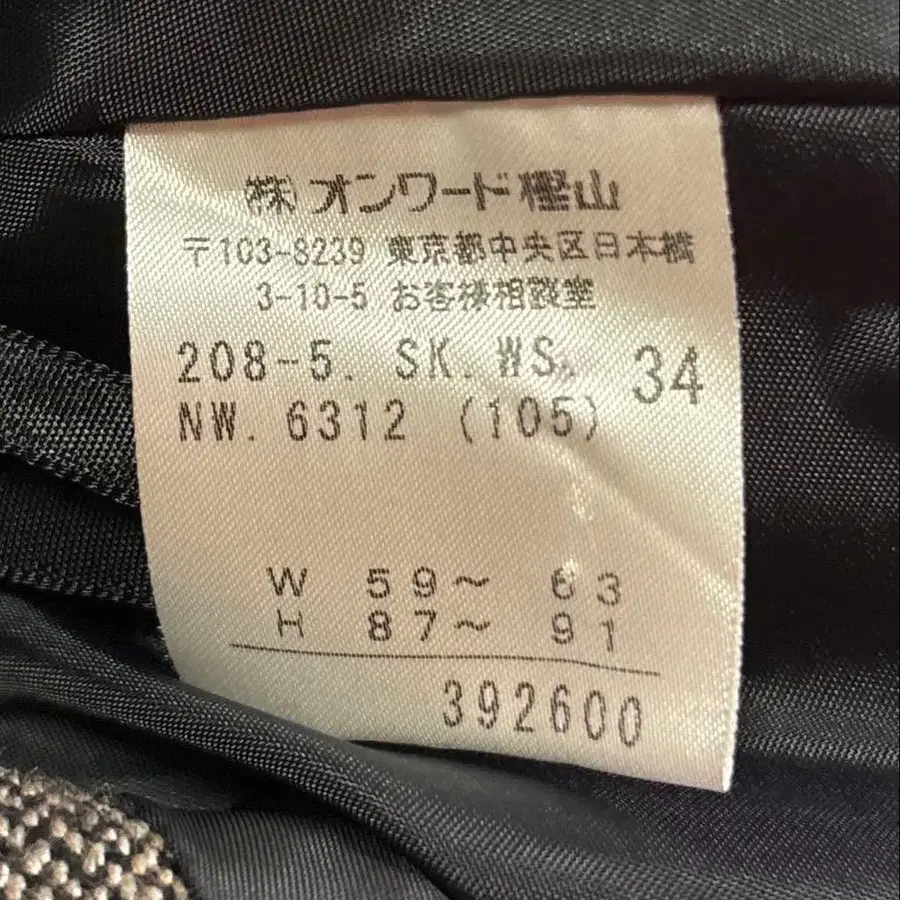 ㈱オンワード樫山
〒103-8239 東京都中央区日本橋
3-10-5 お客様相談室
208-5. SK. WS. 34
NW. 6312 (105)
W 59〜 63
H 87〜 91
392600